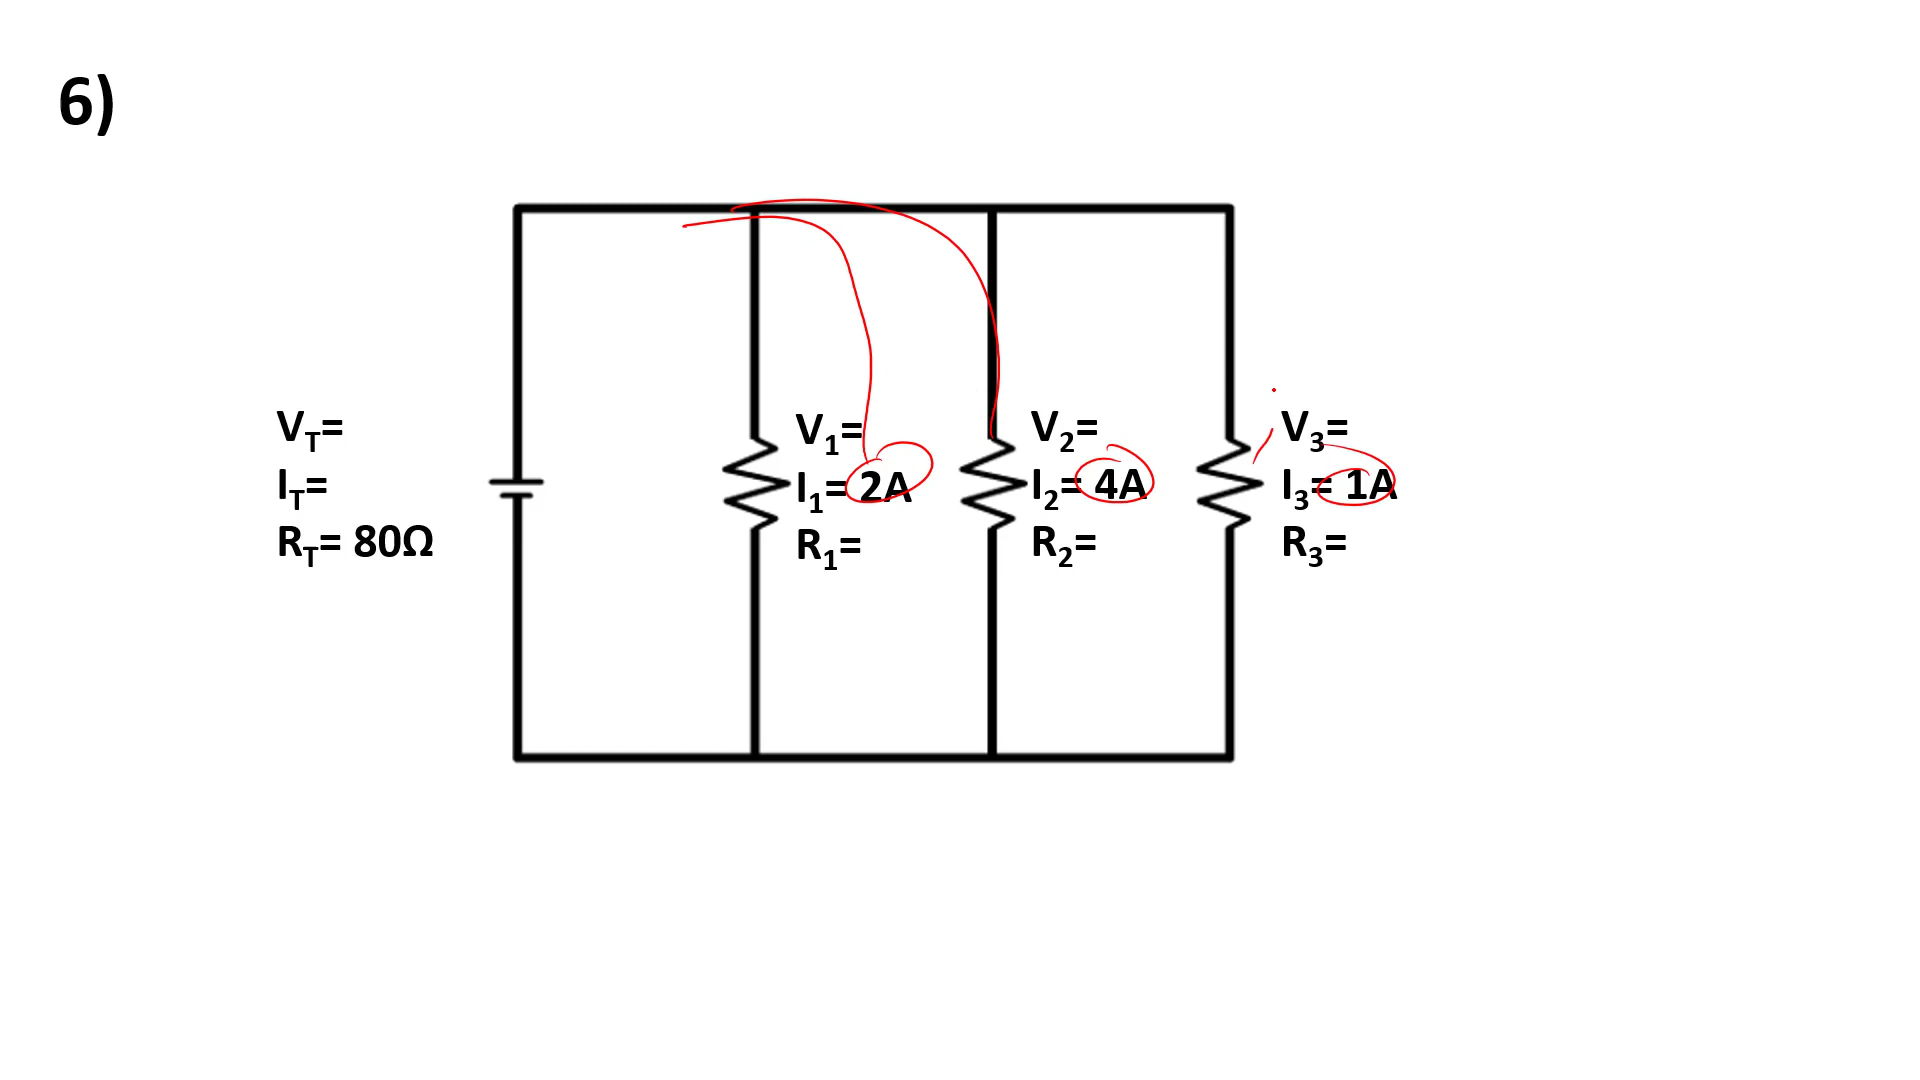 6)
V_T=
I_T=
R_T= 80Ω
V_1=
I_1= 2A
R_1=
V_2=
I_2= 4A
R_2=
V_3=
I_3= 1A
R_3=